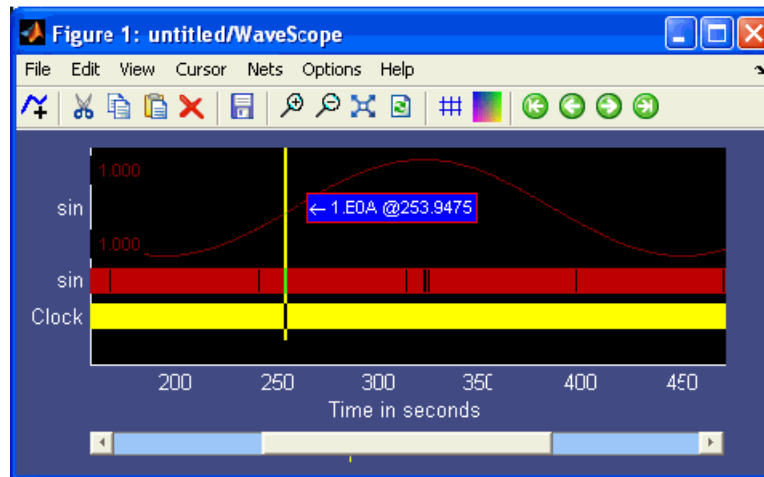 Figure 1: untitled/WaveScope
File Edit View Cursor Nets Options Help
1.000
sin
← 1.E0A @253.9475
1.000
sin
Clock
200 250 300 350 400 450
Time in seconds